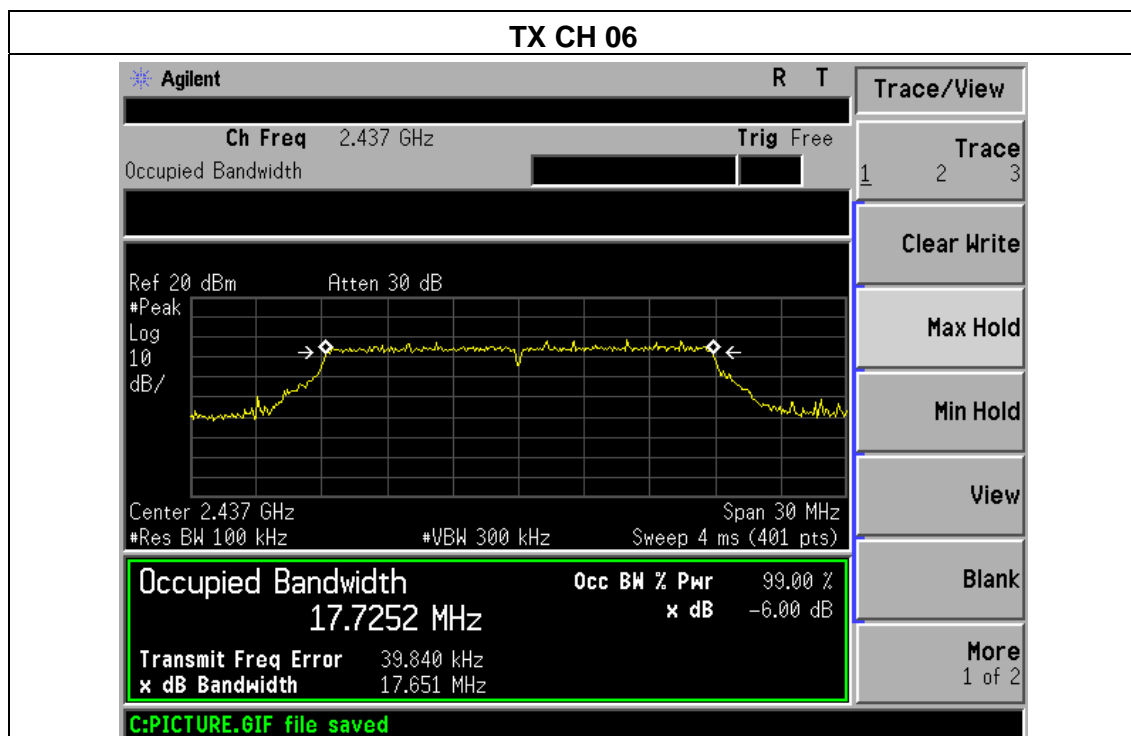 TX CH 06
Agilent R T
Trace/View
Ch Freq 2.437 GHz Trig Free
Occupied Bandwidth
Trace
1 2 3
Clear Write
Ref 20 dBm Atten 30 dB
#Peak
Log
10
dB/
Max Hold
Min Hold
View
Center 2.437 GHz Span 30 MHz
#Res BW 100 kHz #VBW 300 kHz Sweep 4 ms (401 pts)
Occupied Bandwidth Occ BW % Pwr 99.00 %
17.7252 MHz x dB -6.00 dB
Blank
Transmit Freq Error 39.840 kHz
x dB Bandwidth 17.651 MHz
More
1 of 2
C:PICTURE.GIF file saved